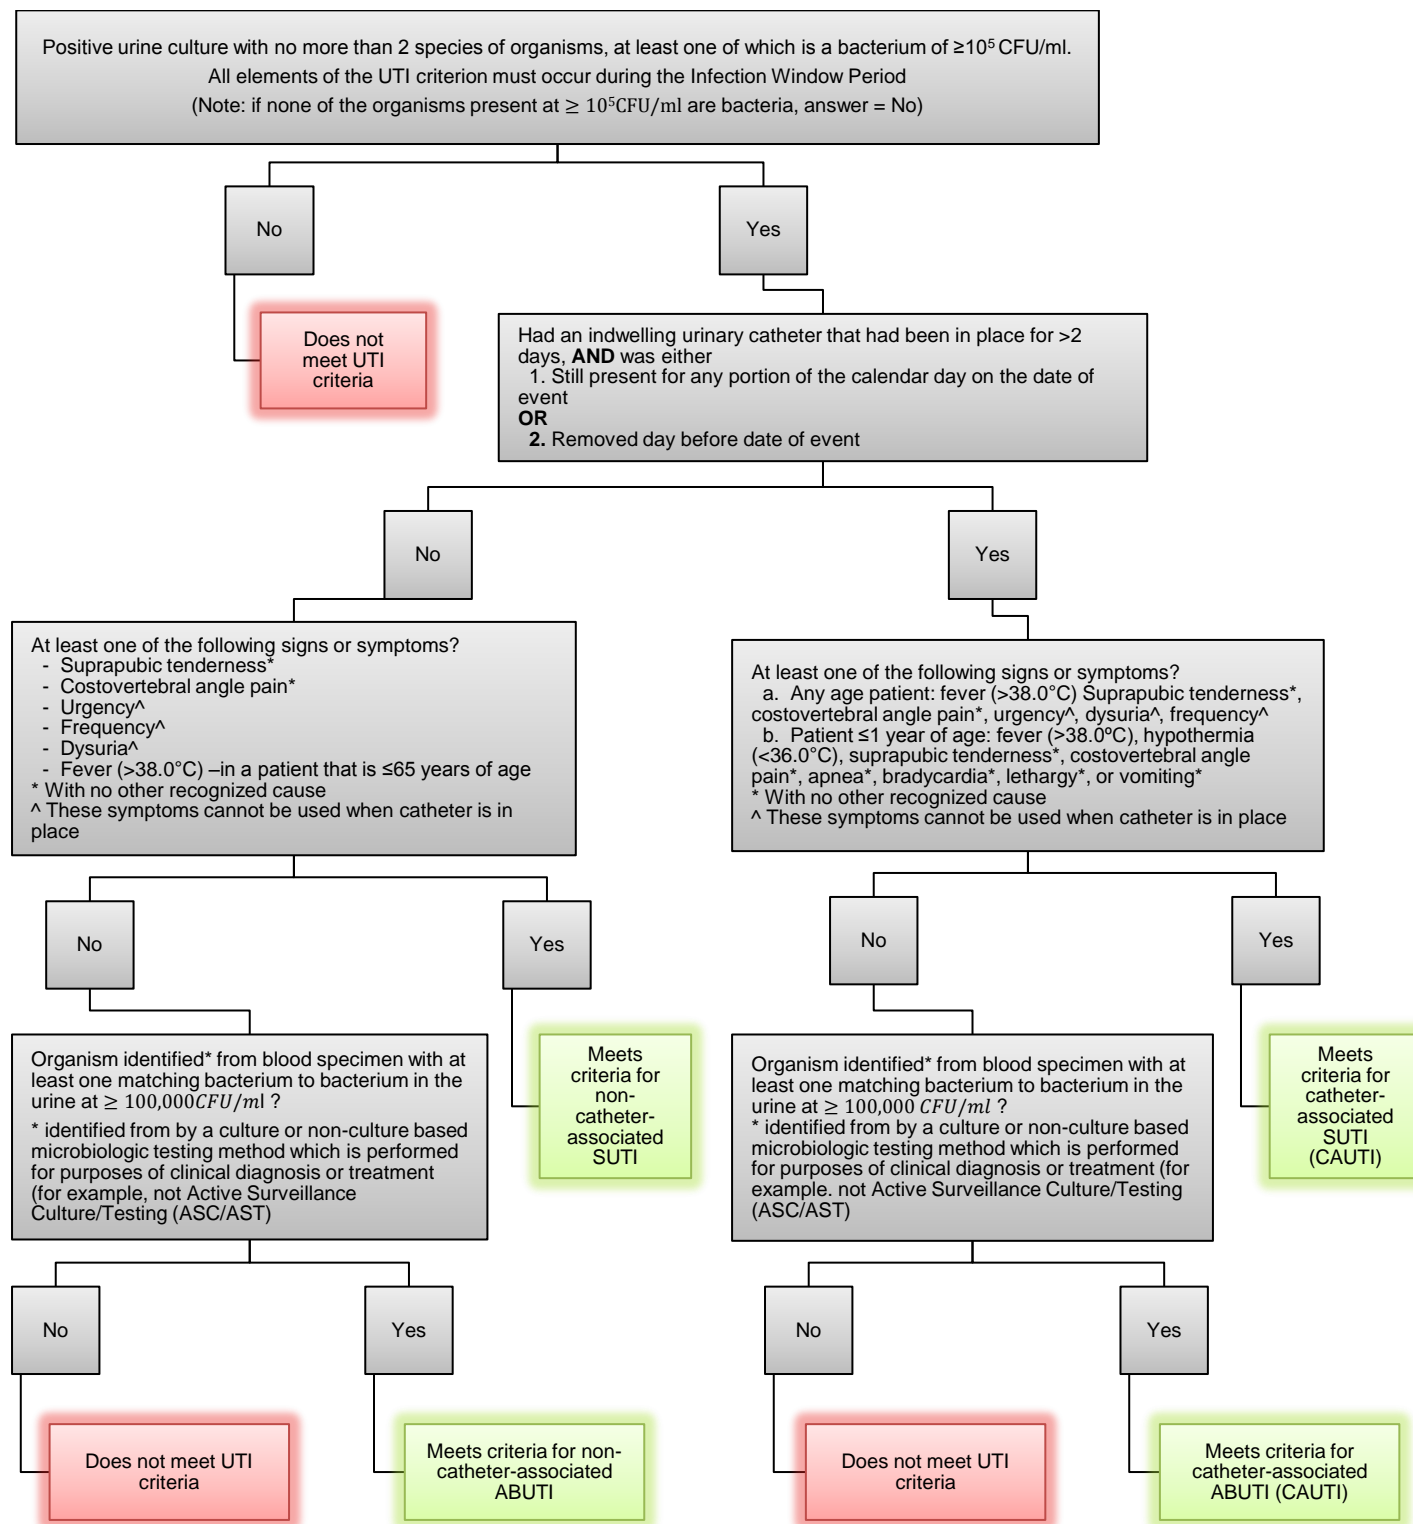 Positive urine culture with no more than 2 species of organisms, at least one of which is a bacterium of ≥10⁵ CFU/ml.
All elements of the UTI criterion must occur during the Infection Window Period
(Note: if none of the organisms present at ≥ 10⁵CFU/ml are bacteria, answer = No)
No
Yes
Does not
meet UTI
criteria
Had an indwelling urinary catheter that had been in place for >2
days, AND was either
1. Still present for any portion of the calendar day on the date of
event
OR
2. Removed day before date of event
No
Yes
At least one of the following signs or symptoms?
- Suprapubic tenderness*
- Costovertebral angle pain*
- Urgency^
- Frequency^
- Dysuria^
- Fever (>38.0°C) –in a patient that is ≤65 years of age
* With no other recognized cause
^ These symptoms cannot be used when catheter is in
place
At least one of the following signs or symptoms?
a. Any age patient: fever (>38.0°C) Suprapubic tenderness*,
costovertebral angle pain*, urgency^, dysuria^, frequency^
b. Patient ≤1 year of age: fever (>38.0ºC), hypothermia
(<36.0°C), suprapubic tenderness*, costovertebral angle
pain*, apnea*, bradycardia*, lethargy*, or vomiting*
* With no other recognized cause
^ These symptoms cannot be used when catheter is in place
No
Yes
No
Yes
Organism identified* from blood specimen with at
least one matching bacterium to bacterium in the
urine at ≥ 100,000CFU/ml ?
* identified from by a culture or non-culture based
microbiologic testing method which is performed
for purposes of clinical diagnosis or treatment
(for example, not Active Surveillance
Culture/Testing (ASC/AST)
Meets
criteria for
non-
catheter-
associated
SUTI
Organism identified* from blood specimen with at
least one matching bacterium to bacterium in the
urine at ≥ 100,000 CFU/ml ?
* identified from by a culture or non-culture based
microbiologic testing method which is performed
for purposes of clinical diagnosis or treatment (for
example. not Active Surveillance Culture/Testing
(ASC/AST)
Meets
criteria for
catheter-
associated
SUTI
(CAUTI)
No
Yes
No
Yes
Does not meet UTI
criteria
Meets criteria for non-
catheter-associated
ABUTI
Does not meet UTI
criteria
Meets criteria for
catheter-associated
ABUTI (CAUTI)